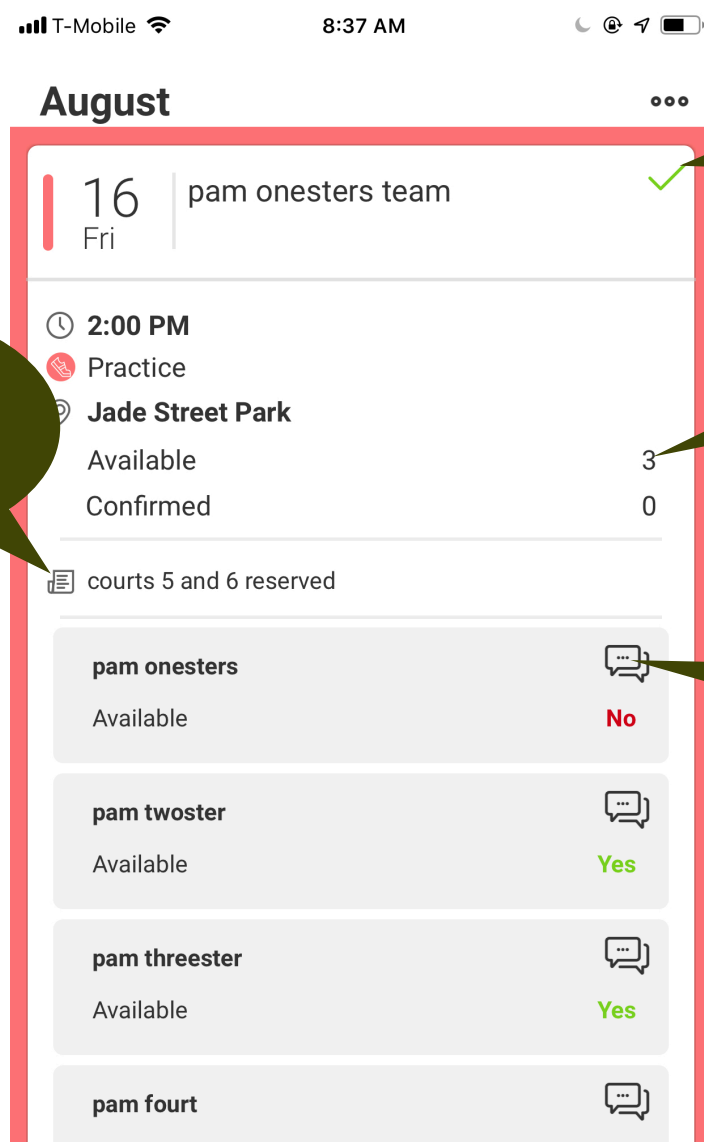 T-Mobile 8:37 AM
August
16 pam onesters team
Fri
2:00 PM
Practice
Jade Street Park
Available 3
Confirmed 0
courts 5 and 6 reserved
pam onesters
Available No
pam twoster
Available Yes
pam threester
Available Yes
pam fourt